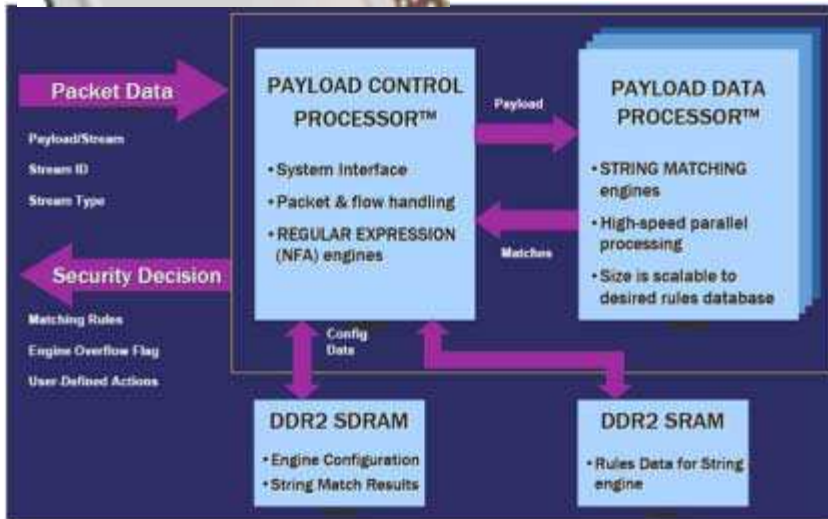 Packet Data
Payload/Stream
Stream ID
Stream Type
Security Decision
Matching Rules
Engine Overflow Flag
User Defined Actions
PAYLOAD CONTROL
PROCESSOR™
• System Interface
• Packet & flow handling
• REGULAR EXPRESSION
(NFA) engines
Payload
Matches
PAYLOAD DATA
PROCESSOR™
• STRING MATCHING
engines
• High-speed parallel
processing
• Size is scalable to
desired rules database
Config
Data
DDR2 SDRAM
• Engine Configuration
• String Match Results
DDR2 SRAM
• Rules Data for String
engine